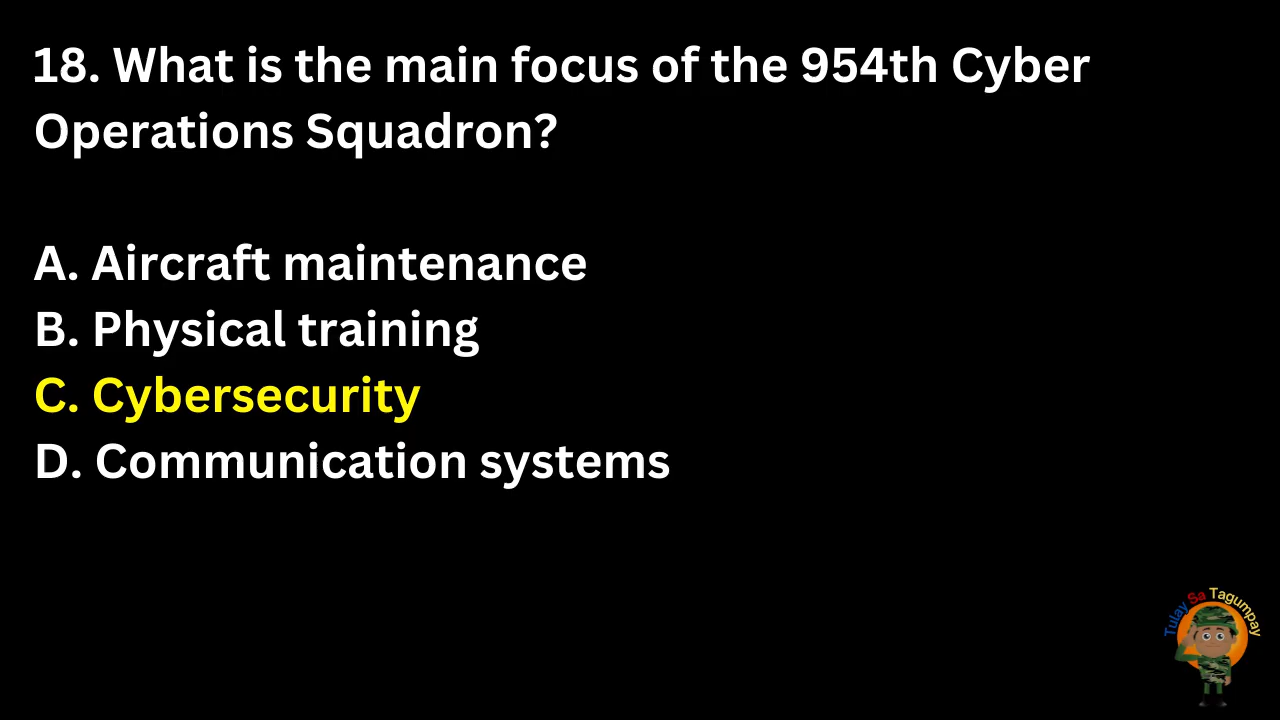 18. What is the main focus of the 954th Cyber
Operations Squadron?
A. Aircraft maintenance
B. Physical training
C. Cybersecurity
D. Communication systems
Tulay Sa Tagumpay